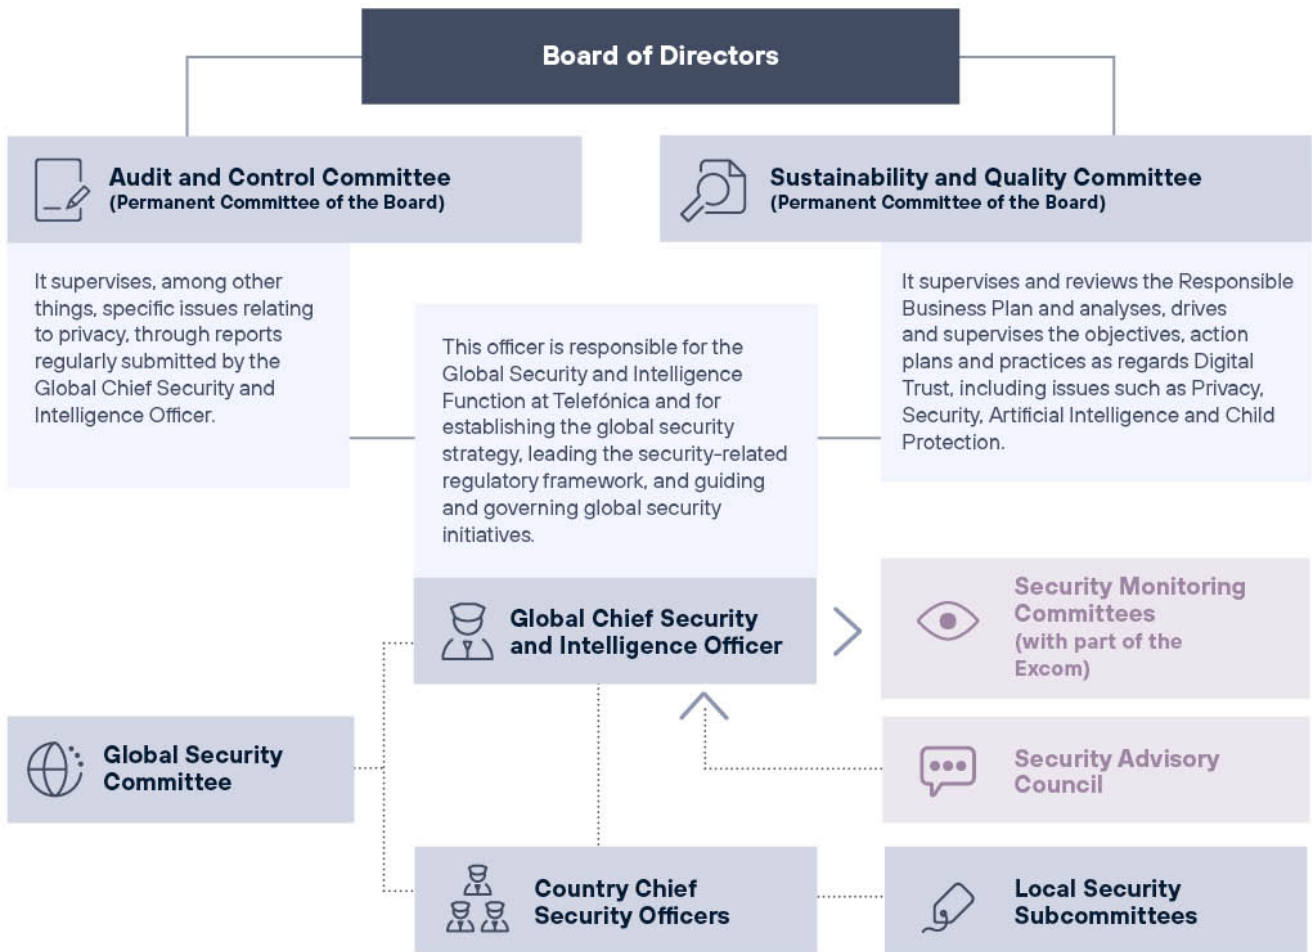 Board of Directors
Audit and Control Committee
(Permanent Committee of the Board)
Sustainability and Quality Committee
(Permanent Committee of the Board)
It supervises, among other
things, specific issues relating
to privacy, through reports
regularly submitted by the
Global Chief Security and
Intelligence Officer.
It supervises and reviews the Responsible
Business Plan and analyses, drives
and supervises the objectives, action
plans and practices as regards Digital
Trust, including issues such as Privacy,
Security, Artificial Intelligence and Child
Protection.
This officer is responsible for the
Global Security and Intelligence
Function at Telefónica and for
establishing the global security
strategy, leading the security-related
regulatory framework, and guiding
and governing global security
initiatives.
Global Chief Security
and Intelligence Officer
Security Monitoring
Committees
(with part of the
Excom)
Global Security
Committee
Security Advisory
Council
Country Chief
Security Officers
Local Security
Subcommittees